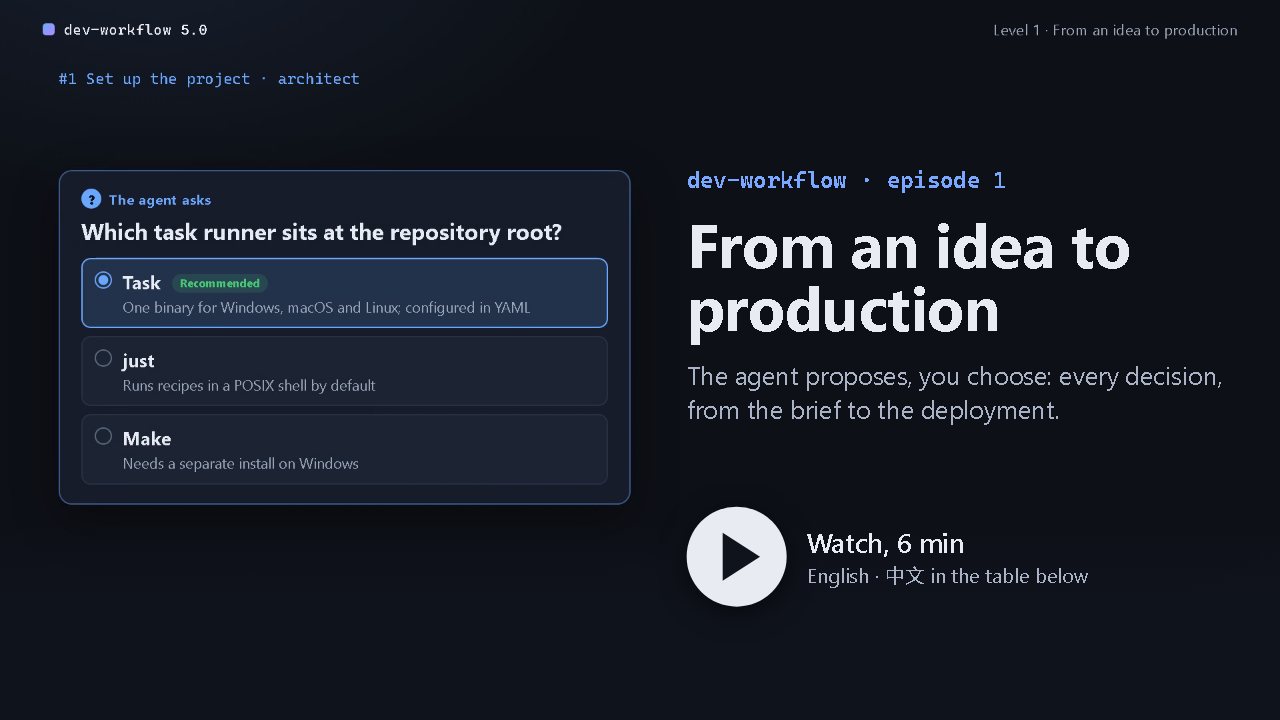 dev-workflow 5.0
Level 1 · From an idea to production
#1 Set up the project · architect
? The agent asks
Which task runner sits at the repository root?
Task Recommended
One binary for Windows, macOS and Linux; configured in YAML
just
Runs recipes in a POSIX shell by default
Make
Needs a separate install on Windows
dev-workflow · episode 1
From an idea to
production
The agent proposes, you choose: every decision,
from the brief to the deployment.
Watch, 6 min
English · 中文 in the table below